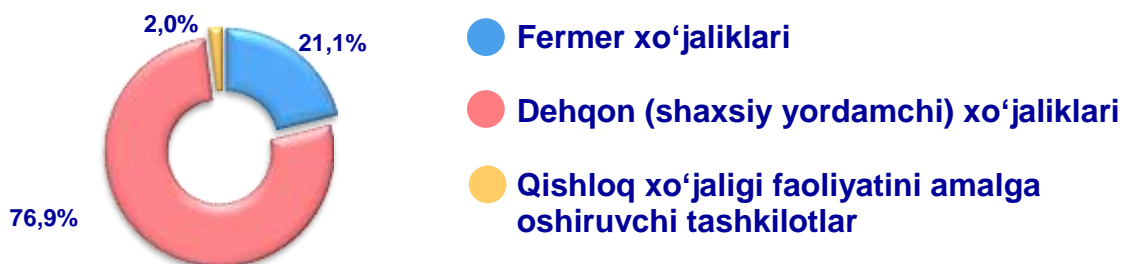 2,0%
21,1%
76,9%
Fermer xo‘jaliklari
Dehqon (shaxsiy yordamchi) xo‘jaliklari
Qishloq xo‘jaligi faoliyatini amalga
oshiruvchi tashkilotlar